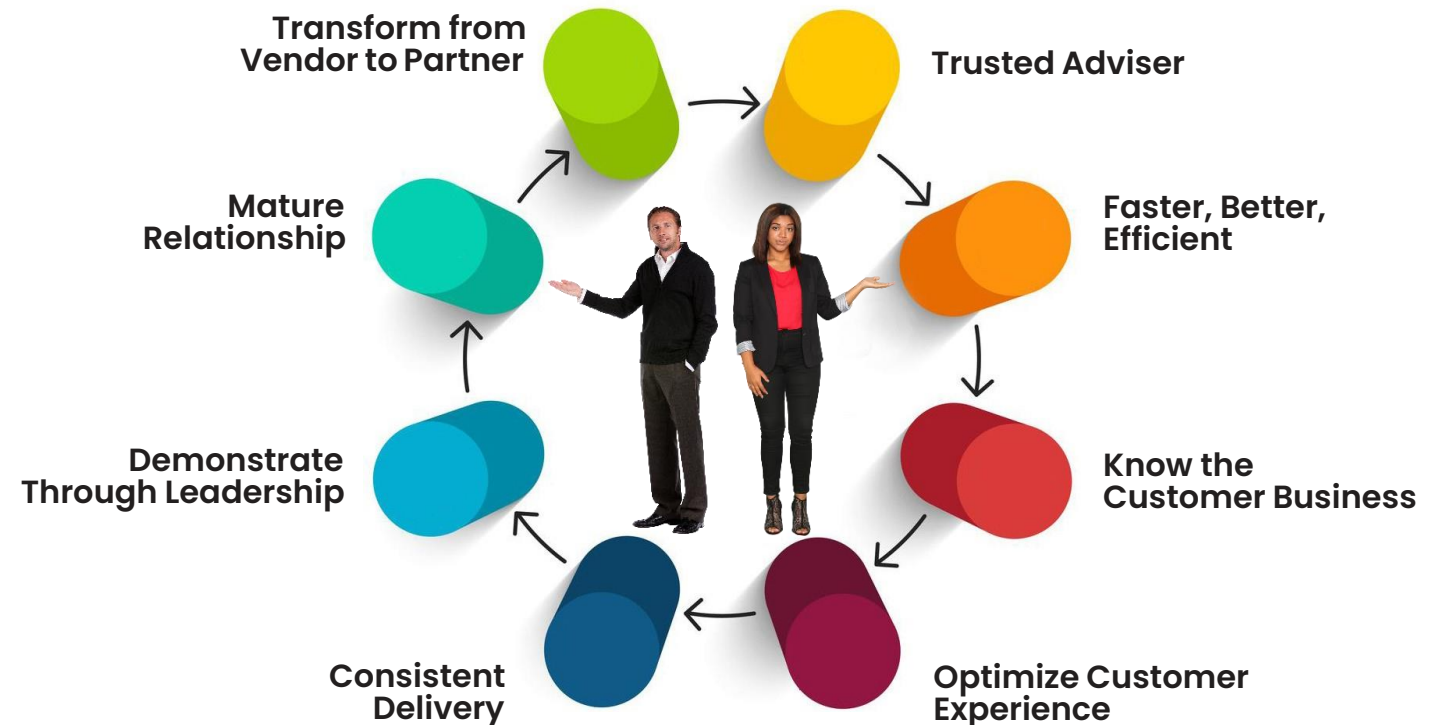 Transform from
Vendor to Partner
Trusted Adviser
Faster, Better,
Efficient
Know the
Customer Business
Optimize Customer
Experience
Consistent
Delivery
Demonstrate
Through Leadership
Mature
Relationship